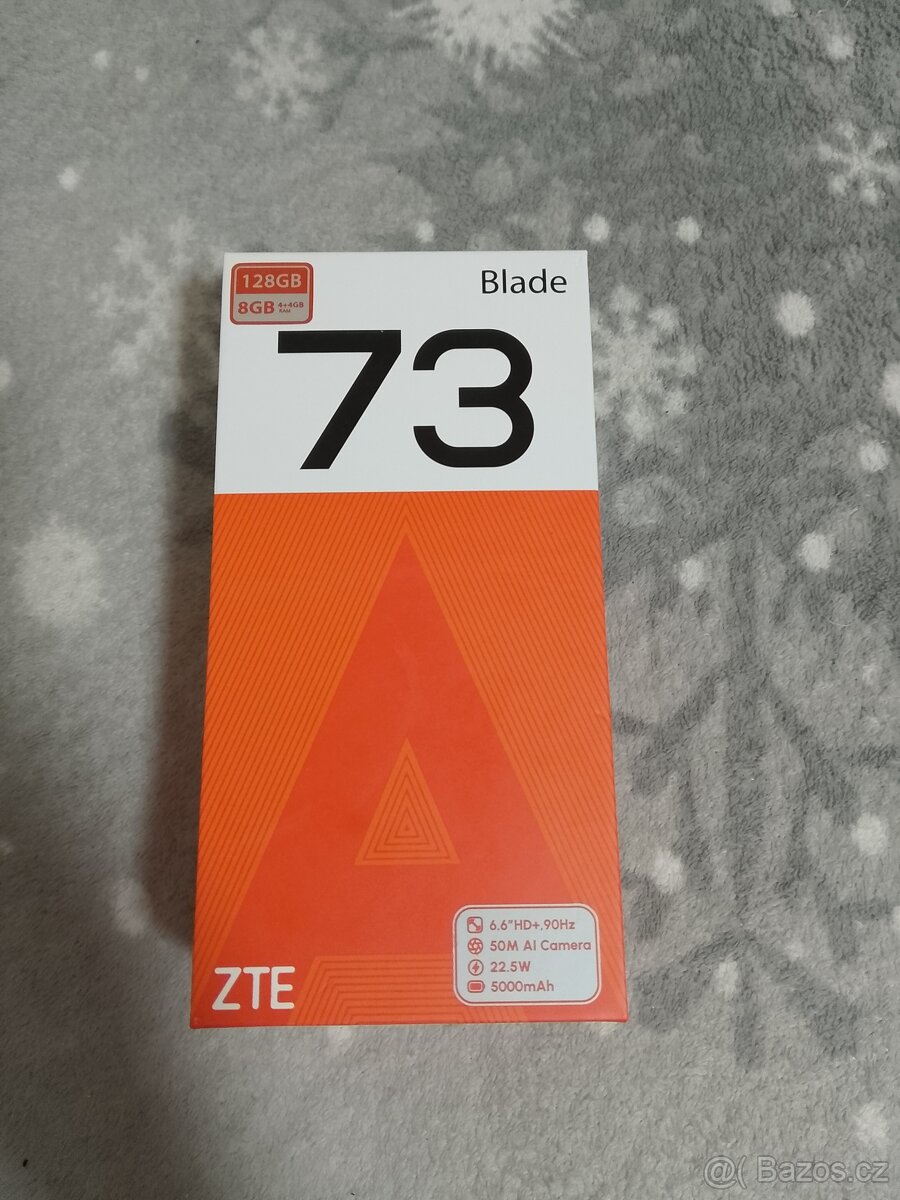 128GB
8GB 4+4GB
RAM
Blade
73
6.6"HD+,90Hz
50M AI Camera
22.5W
5000mAh
ZTE
@( Bazos.cz